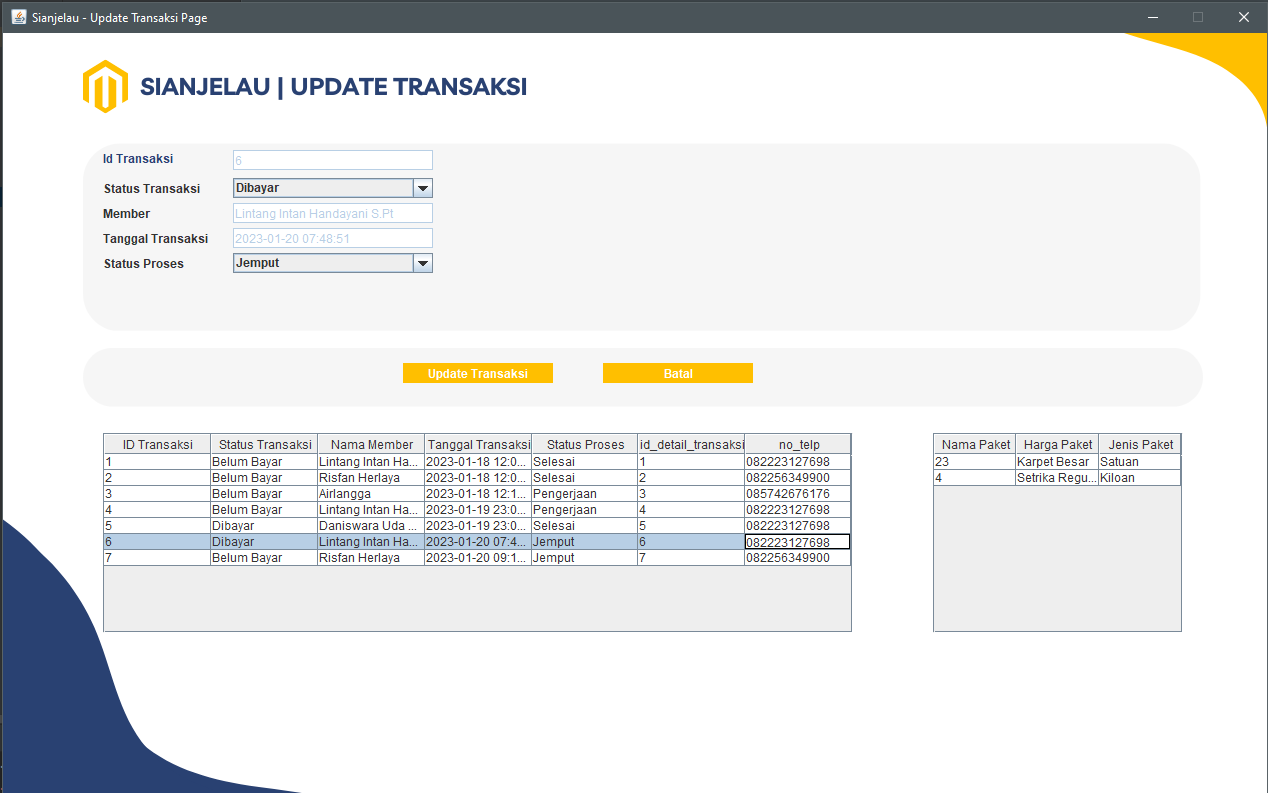 Sianjelau - Update Transaksi Page
SIANJELAU | UPDATE TRANSAKSI
Id Transaksi 6
Status Transaksi Dibayar
Member Lintang Intan Handayani S.Pt
Tanggal Transaksi 2023-01-20 07:48:51
Status Proses Jemput
Update Transaksi Batal
ID Transaksi Status Transaksi Nama Member Tanggal Transaksi Status Proses id_detail_transaksi no_telp
1 Belum Bayar Lintang Intan Ha... 2023-01-18 12:0... Selesai 1 082223127698
2 Belum Bayar Risfan Herlaya 2023-01-18 12:0... Selesai 2 082256349900
3 Belum Bayar Airlangga 2023-01-18 12:1... Pengerjaan 3 085742676176
4 Belum Bayar Lintang Intan Ha... 2023-01-19 23:0... Pengerjaan 4 082223127698
5 Dibayar Daniswara Uda ... 2023-01-19 23:0... Selesai 5 082223127698
6 Dibayar Lintang Intan Ha... 2023-01-20 07:4... Jemput 6 082223127698
7 Belum Bayar Risfan Herlaya 2023-01-20 09:1... Jemput 7 082256349900
Nama Paket Harga Paket Jenis Paket
23 Karpet Besar Satuan
4 Setrika Regu... Kiloan